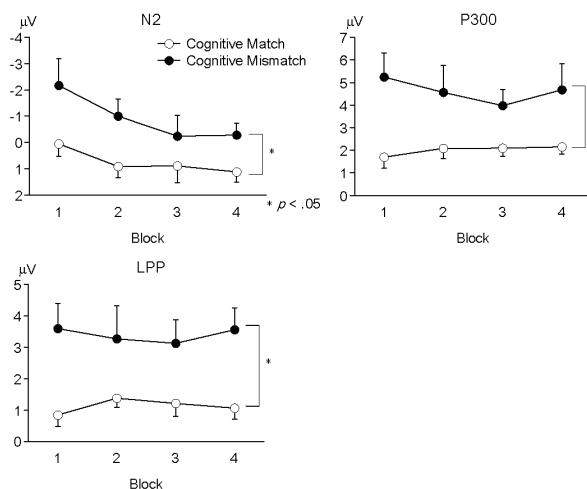 N2
μV
-4
-3
-2
-1
0
1
2
Cognitive Match
Cognitive Mismatch
*
1 2 3 4
* p < .05
Block
P300
μV
7
6
5
4
3
2
1
0
1 2 3 4
Block
LPP
μV
5
4
3
2
1
0
*
1 2 3 4
Block